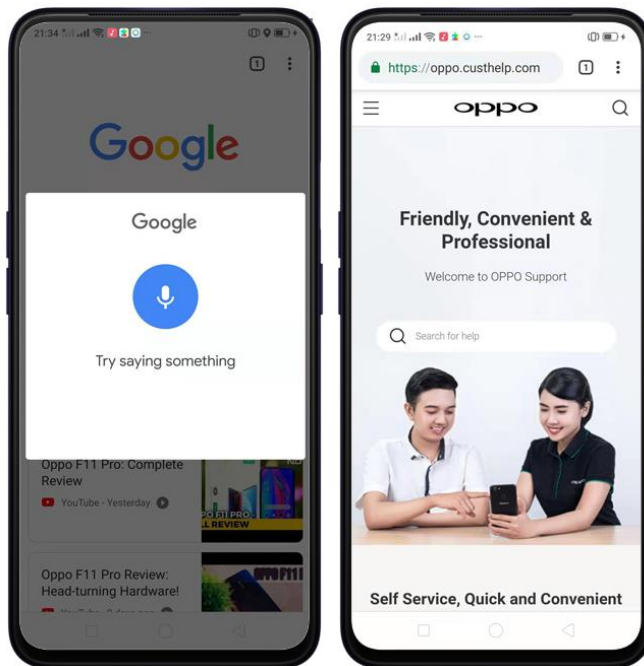 21:34
1
Google
Google
Try saying something
Oppo F11 Pro: Complete
Review
YouTube - Yesterday
Oppo F11 Pro Review:
Head-turning Hardware!
21:29
https://oppo.custhelp.com
1
oppo
Friendly, Convenient &
Professional
Welcome to OPPO Support
Search for help
Self Service, Quick and Convenient